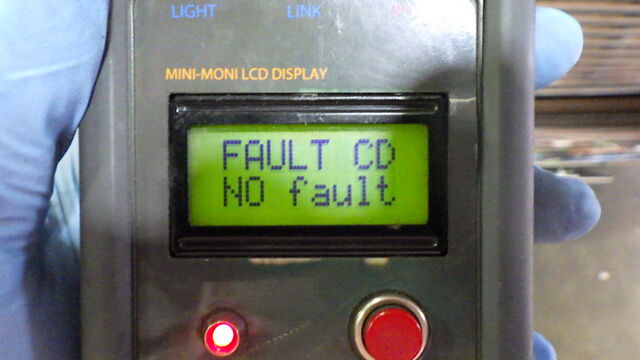 LIGHT LINK
MINI-MONI LCD DISPLAY
FAULT CD
NO fault